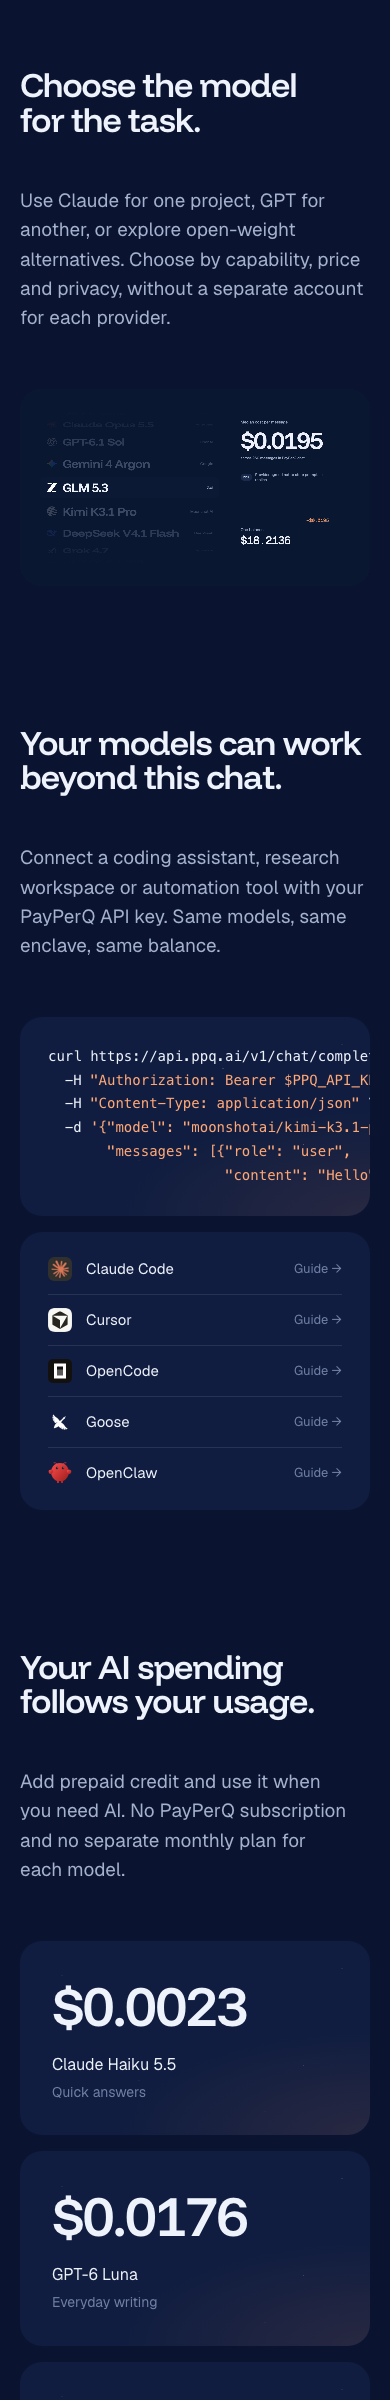 Choose the model
for the task.
Use Claude for one project, GPT for
another, or explore open-weight
alternatives. Choose by capability, price
and privacy, without a separate account
for each provider.
GPT-6.1 Sol
Gemini 4 Argon
GLM 5.3
Kimi K3.1 Pro
DeepSeek V4.1 Flash
$0.0195
$18.2136
Your models can work
beyond this chat.
Connect a coding assistant, research
workspace or automation tool with your
PayPerQ API key. Same models, same
enclave, same balance.
curl https://api.ppq.ai/v1/chat/complet
-H "Authorization: Bearer $PPQ_API_K
-H "Content-Type: application/json"
-d '{"model": "moonshotai/kimi-k3.1-
"messages": [{"role": "user",
"content": "Hello"
Claude Code Guide →
Cursor Guide →
OpenCode Guide →
Goose Guide →
OpenClaw Guide →
Your AI spending
follows your usage.
Add prepaid credit and use it when
you need AI. No PayPerQ subscription
and no separate monthly plan for
each model.
$0.0023
Claude Haiku 5.5
Quick answers
$0.0176
GPT-6 Luna
Everyday writing